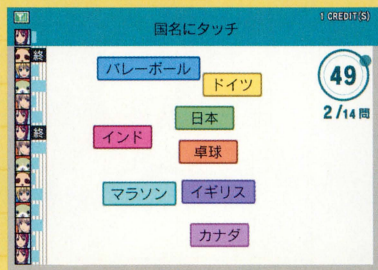 1 CREDIT(S)
国名にタッチ
終
バレーボール
ドイツ
49
2/14問
日本
インド
終
卓球
マラソン
イギリス
カナダ